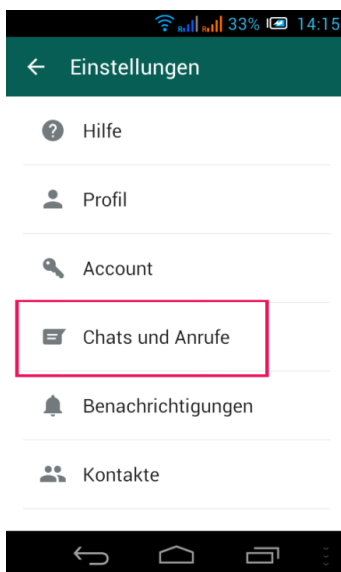 33% 14:15
Einstellungen
Hilfe
Profil
Account
Chats und Anrufe
Benachrichtigungen
Kontakte